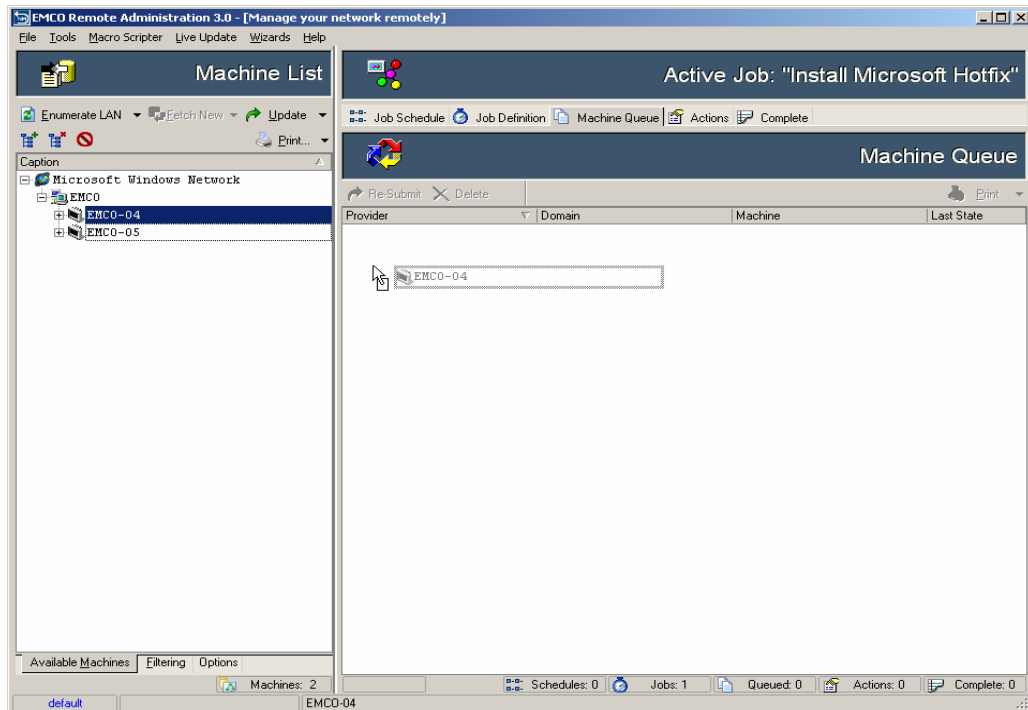 EMCO Remote Administration 3.0 - [Manage your network remotely]
File Tools Macro Scripter Live Update Wizards Help
Machine List
Active Job: "Install Microsoft Hotfix"
Enumerate LAN Fetch New Update
Job Schedule Job Definition Machine Queue Actions Complete
Print...
Machine Queue
Caption
Microsoft Windows Network
EMCO
EMCO-04
EMCO-05
Re-Submit Delete Print
Provider Domain Machine Last State
EMCO-04
Available Machines Filtering Options
Machines: 2
Schedules: 0 Jobs: 1 Queued: 0 Actions: 0 Complete: 0
default EMCO-04